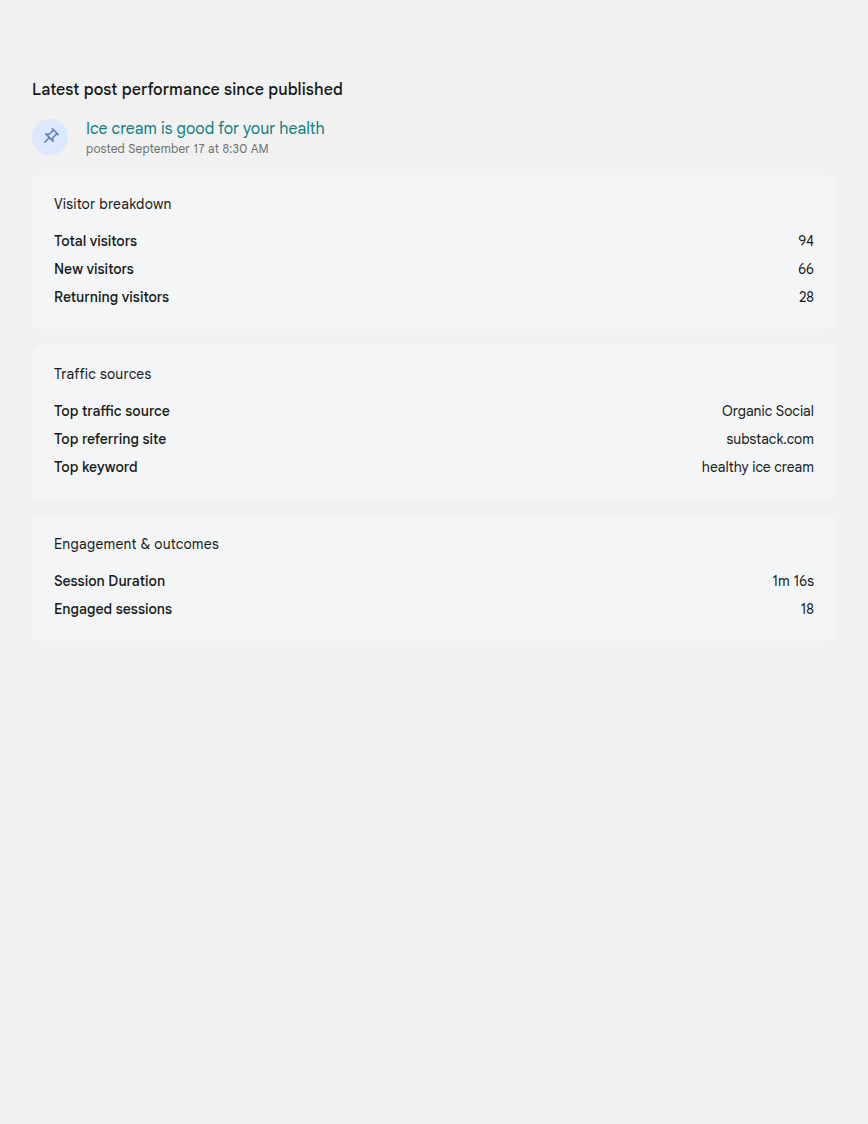 Latest post performance since published
Ice cream is good for your health
posted September 17 at 8:30 AM
Visitor breakdown
Total visitors 94
New visitors 66
Returning visitors 28
Traffic sources
Top traffic source Organic Social
Top referring site substack.com
Top keyword healthy ice cream
Engagement & outcomes
Session Duration 1m 16s
Engaged sessions 18